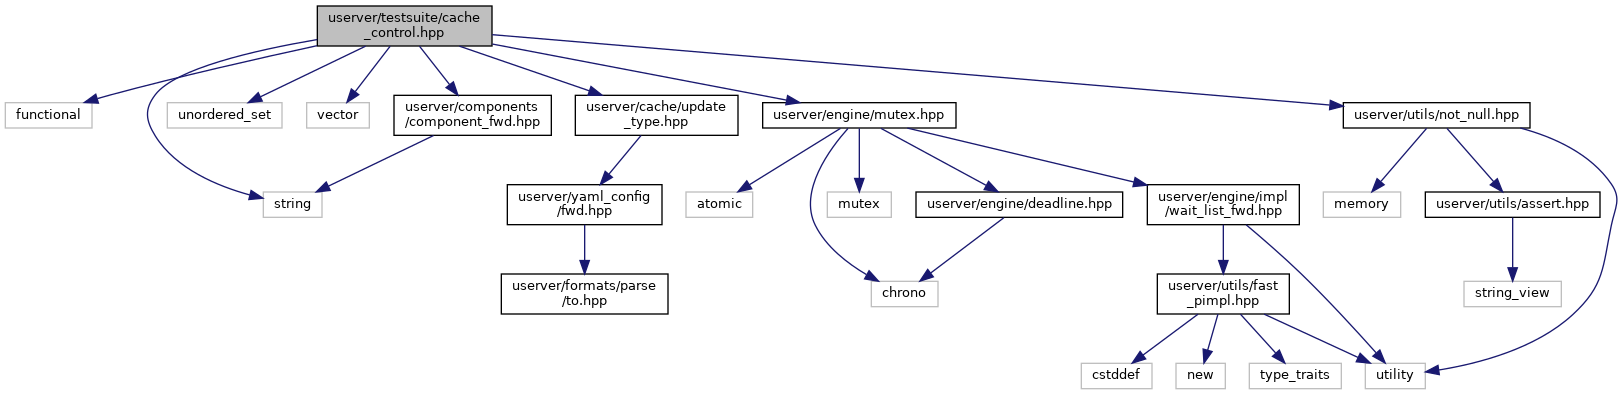 userver/testsuite/cache
_control.hpp
functional
unordered_set
vector
userver/components
/component_fwd.hpp
userver/cache/update
_type.hpp
userver/engine/mutex.hpp
userver/utils/not_null.hpp
string
userver/yaml_config
/fwd.hpp
atomic
mutex
userver/engine/deadline.hpp
userver/engine/impl
/wait_list_fwd.hpp
memory
userver/utils/assert.hpp
userver/formats/parse
/to.hpp
chrono
userver/utils/fast
_pimpl.hpp
string_view
cstddef
new
type_traits
utility